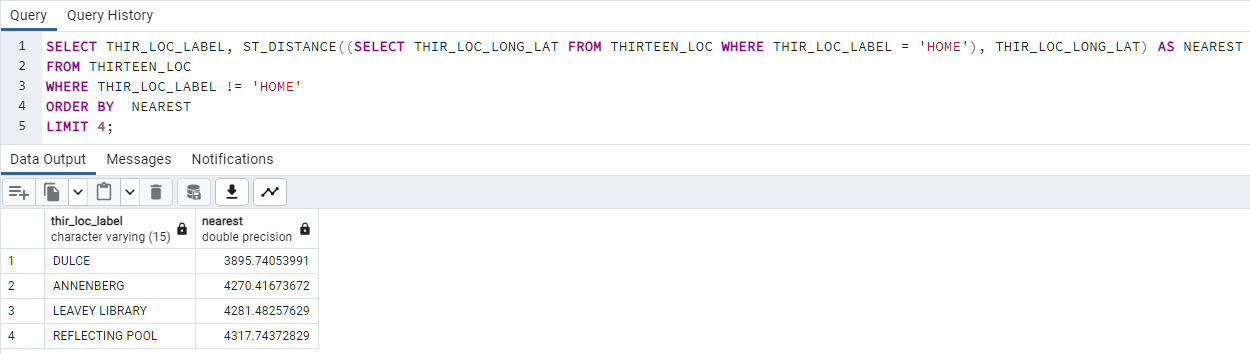 Query Query History
1 SELECT THIR_LOC_LABEL, ST_DISTANCE((SELECT THIR_LOC_LONG_LAT FROM THIRTEEN_LOC WHERE THIR_LOC_LABEL = 'HOME'), THIR_LOC_LONG_LAT) AS NEAREST
2 FROM THIRTEEN_LOC
3 WHERE THIR_LOC_LABEL != 'HOME'
4 ORDER BY  NEAREST
5 LIMIT 4;
Data Output Messages Notifications
thir_loc_label nearest
character varying (15) double precision
1 DULCE 3895.74053991
2 ANNENBERG 4270.41673672
3 LEAVEY LIBRARY 4281.48257629
4 REFLECTING POOL 4317.74372829